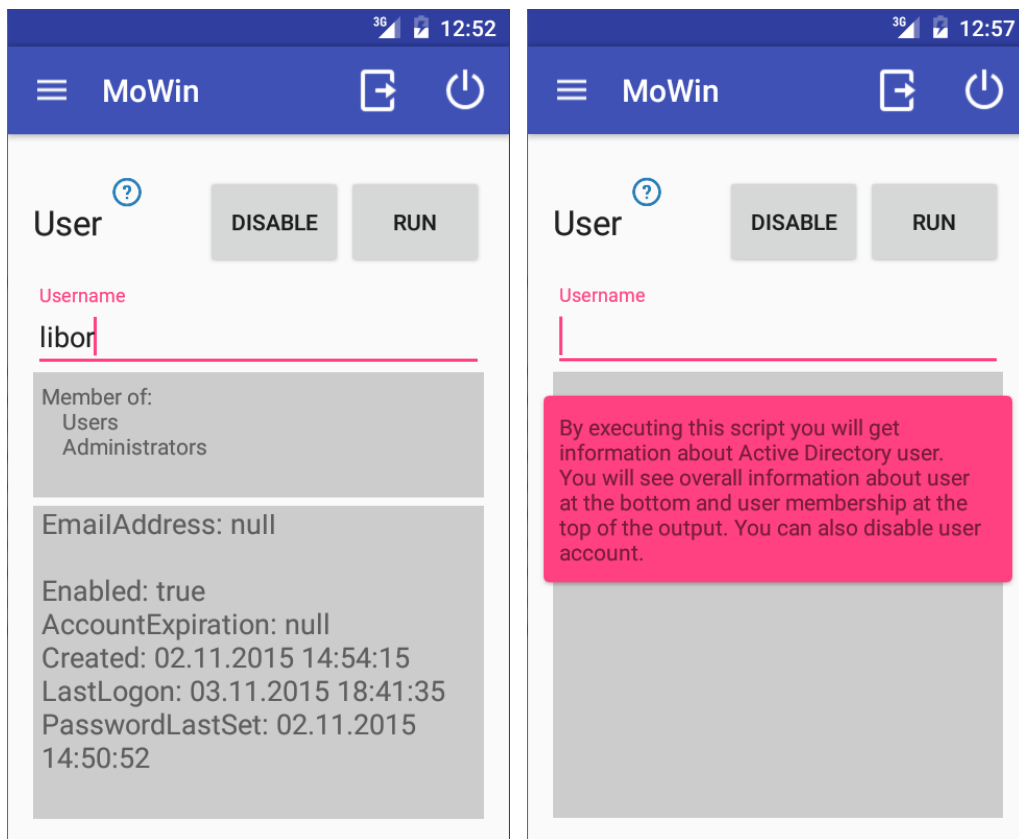 3G 12:52
MoWin
?
User
DISABLE
RUN
Username
libor
Member of:
Users
Administrators
EmailAddress: null
Enabled: true
AccountExpiration: null
Created: 02.11.2015 14:54:15
LastLogon: 03.11.2015 18:41:35
PasswordLastSet: 02.11.2015
14:50:52
3G 12:57
MoWin
?
User
DISABLE
RUN
Username
By executing this script you will get
information about Active Directory user.
You will see overall information about user
at the bottom and user membership at the
top of the output. You can also disable user
account.